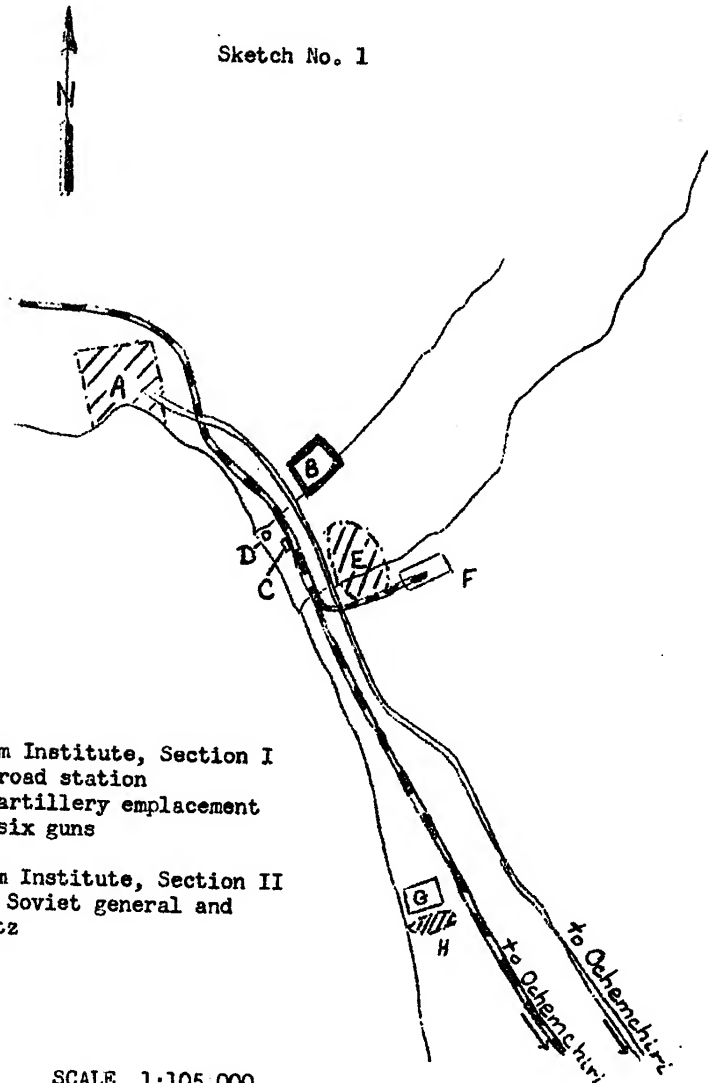 Sketch No. 1
N
A
B
D
C
E
F
m Institute, Section I
road station
artillery emplacement
six guns
m Institute, Section II
Soviet general and
tz
G
H
to Ochemchiri
to Ochemchiri
SCALE 1:105,000